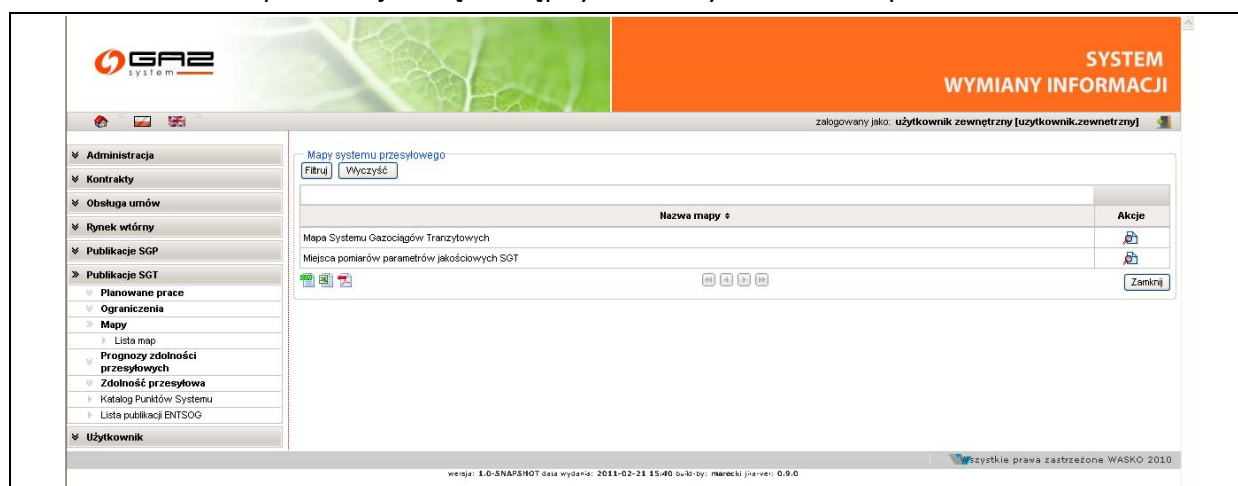 GAZ
system
SYSTEM
WYMIANY INFORMACJI
zalogowany jako: użytkownik zewnętrzny [uzytkownik.zewnetrzny]
Administracja
Kontrakty
Obsługa umów
Rynek wtórny
Publikacje SGP
Publikacje SGT
Planowane prace
Ograniczenia
Mapy
Lista map
Prognozy zdolności
przesyłowych
Zdolność przesyłowa
Katalog Punktów Systemu
Lista publikacji ENTSOG
Użytkownik
Mapy systemu przesyłowego
Filtruj Wyczyść
Nazwa mapy Akcje
Mapa Systemu Gazociągów Tranzytowych
Miejsca pomiarów parametrów jakościowych SGT
Zamknij
Wszystkie prawa zastrzeżone WASKO 2010
wersja: 1.0-SNAPSHOT data wydania: 2011-02-21 15:40 build-by: marecki jira-ver: 0.9.0